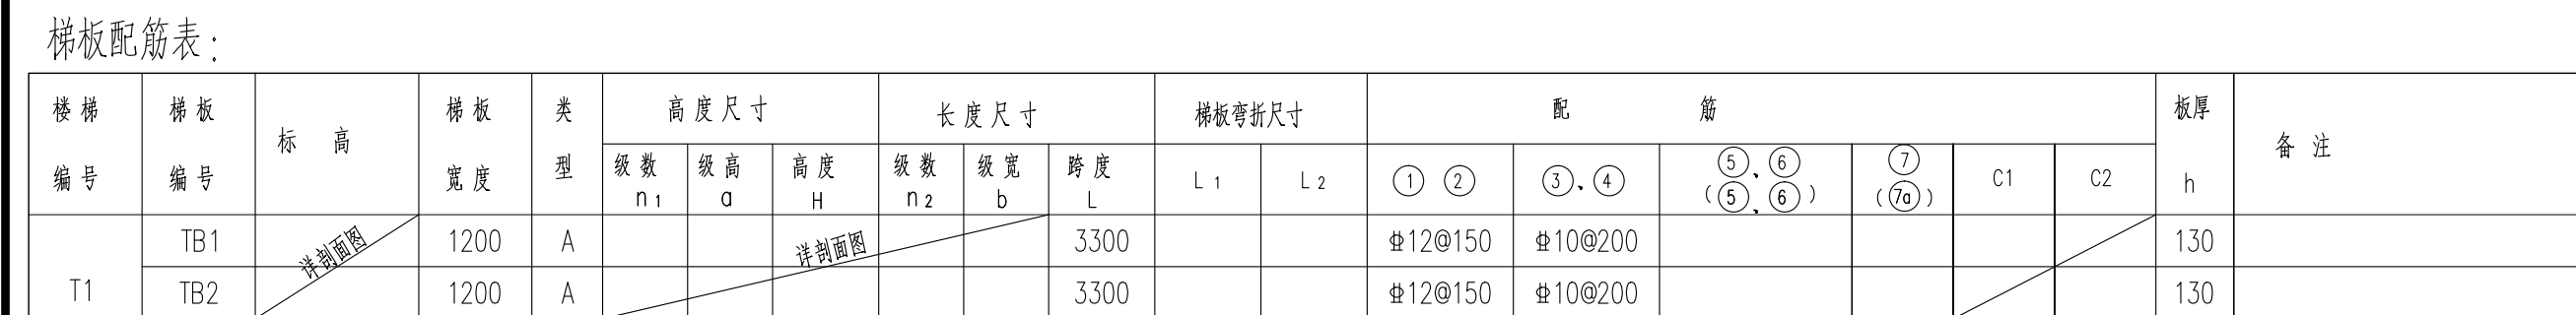 梯板配筋表:
楼梯编号 梯板编号 标 高 梯板宽度 类型 高度尺寸 长度尺寸 梯板弯折尺寸 配 筋 板厚 h 备 注
级数 n1 级高 a 高度 H 级数 n2 级宽 b 跨度 L L1 L2 ① ② ③、④ ⑤、⑥ (⑤、⑥) ⑦ (7a) C1 C2
T1 TB1 详剖面图 1200 A 详剖面图 3300 ⌽12@150 ⌽10@200 130
TB2 1200 A 3300 ⌽12@150 ⌽10@200 130